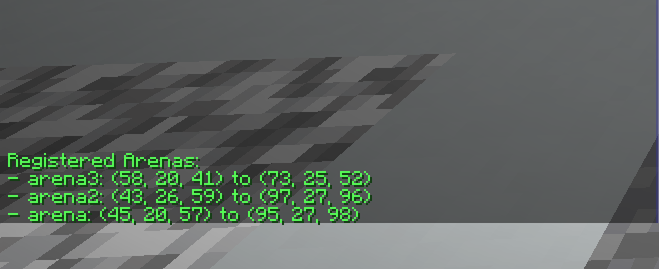 Registered Arenas:
- arena3: (58, 20, 41) to (73, 25, 52)
- arena2: (43, 26, 59) to (97, 27, 96)
- arena: (45, 20, 57) to (95, 27, 98)